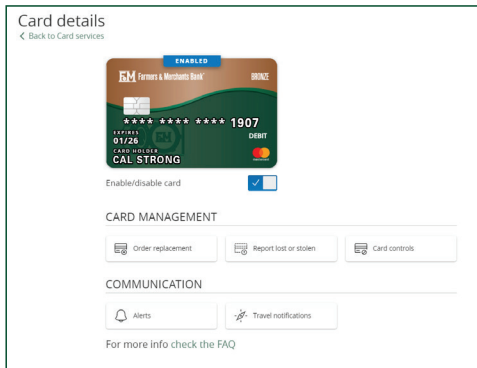 Card details
Back to Card services
ENABLED
F&M Farmers & Merchants Bank BRONZE
**** **** **** 1907
EXPIRES
01/26
DEBIT
CARD HOLDER
CAL STRONG
Enable/disable card
CARD MANAGEMENT
Order replacement Report lost or stolen Card controls
COMMUNICATION
Alerts Travel notifications
For more info check the FAQ